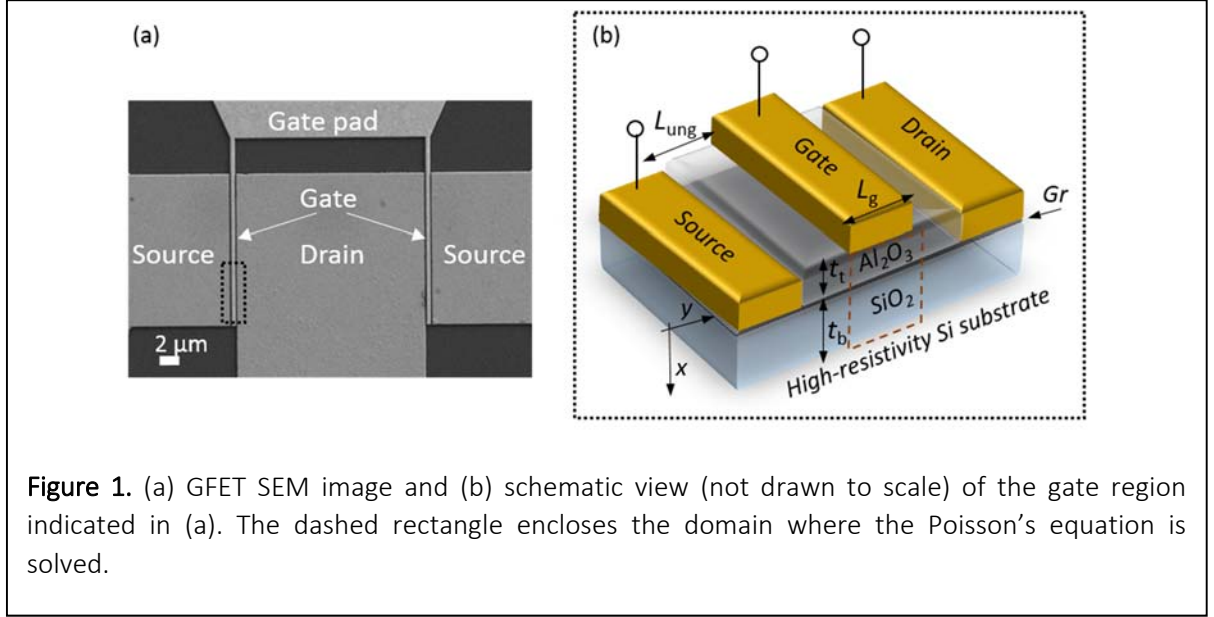 (a)
Gate pad
Gate
Source
Drain
Source
2 μm
(b)
L_ung
Gate
Drain
L_g
Gr
Source
t_t
Al₂O₃
SiO₂
y
t_b
x
High-resistivity Si substrate
Figure 1. (a) GFET SEM image and (b) schematic view (not drawn to scale) of the gate region
indicated in (a). The dashed rectangle encloses the domain where the Poisson’s equation is
solved.